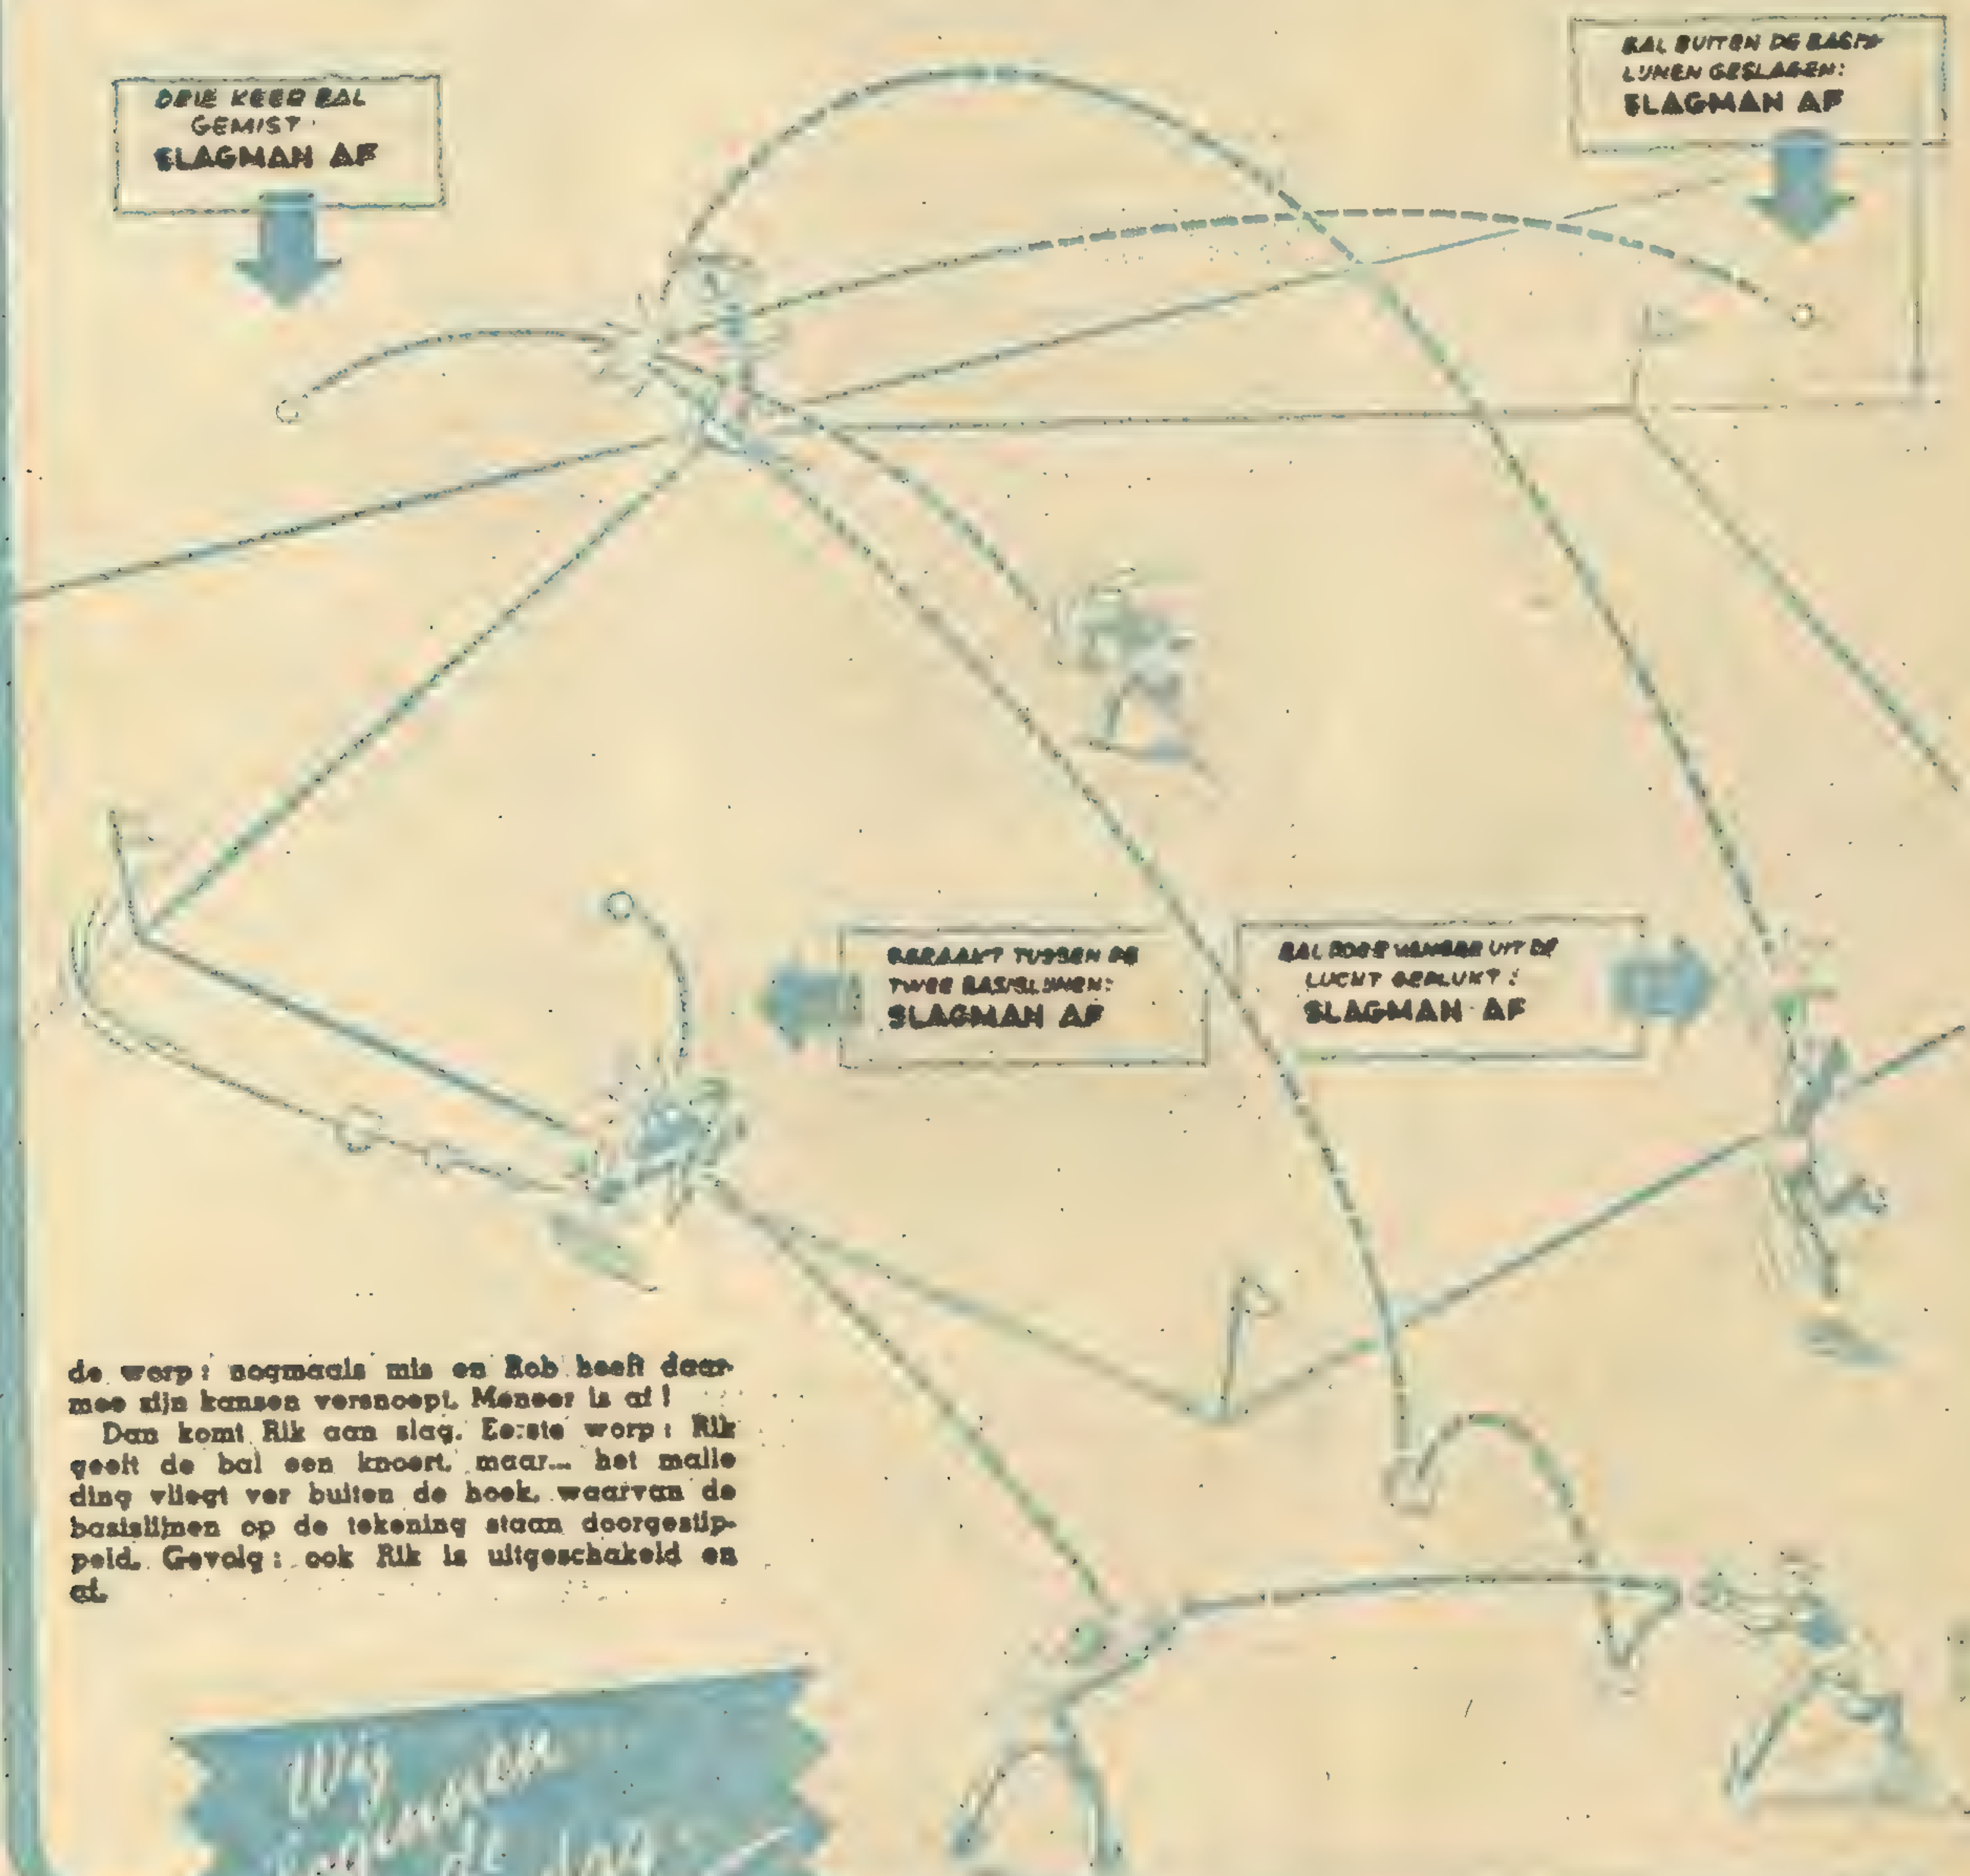 DRIE KEER BAL
GEMIST.
SLAGMAN AF
BAL BUITEN DE BASIS-
LIJNEN GESLAGEN:
SLAGMAN AF
GERAAKT TUSSEN DE
TWEE BASISLIJNEN:
SLAGMAN AF
BAL DOOR VANGER UIT DE
LUCHT GEPLUKT:
SLAGMAN AF
de worp: nogmaals mis en Rob heeft daar-
mee zijn kansen versnoept. Meneer is af!
Dan komt Rik aan slag. Eerste worp: Rik
geeft de bal een knoert, maar... het malle
ding vliegt ver buiten de hoek, waarvan de
basislijnen op de tekening staan doorgestip-
peld. Gevolg: ook Rik is uitgeschakeld en
af.
Wij
de dag